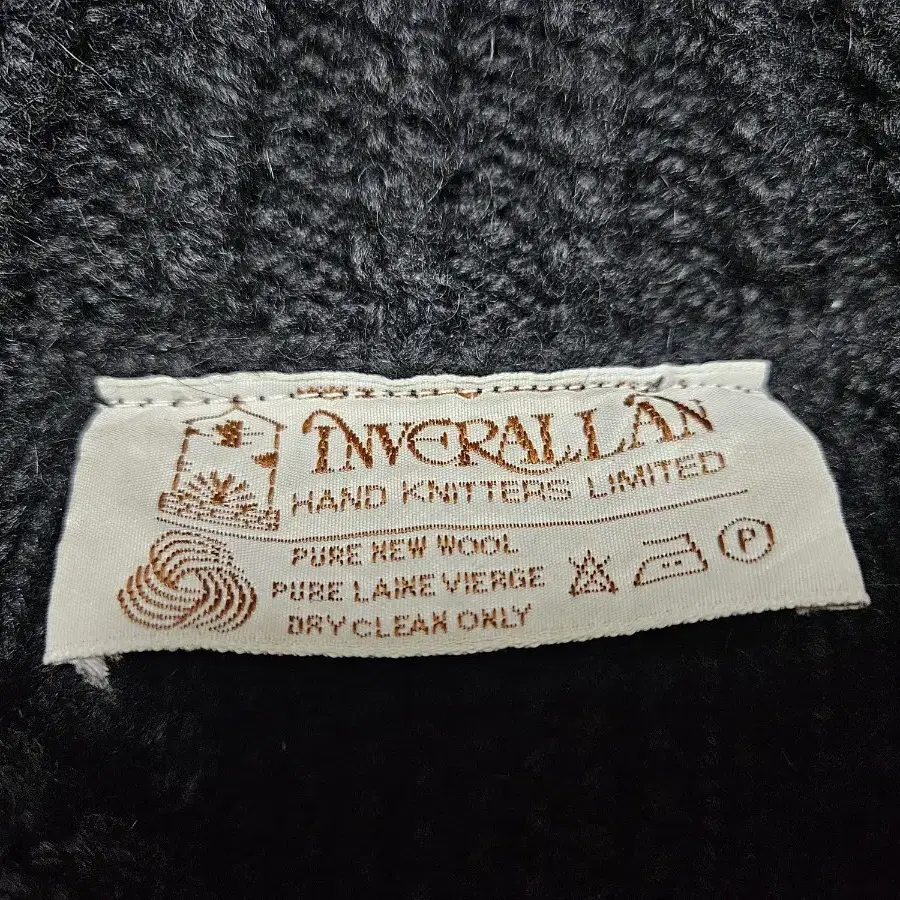 INVERALLAN
HAND KNITTERS LIMITED
PURE NEW WOOL
PURE LAINE VIERGE
DRY CLEAN ONLY
P